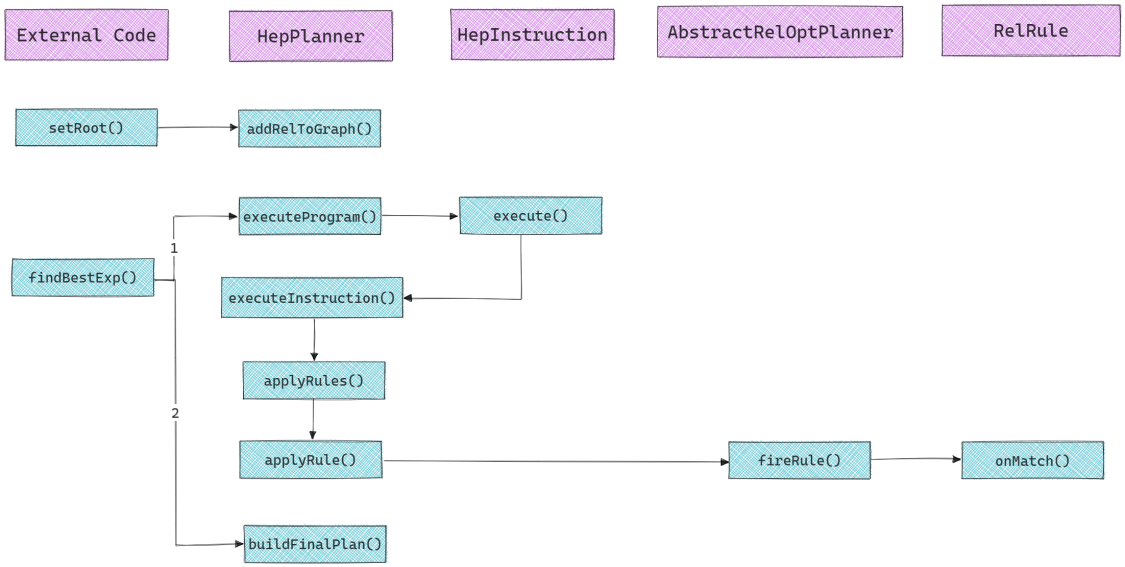 External Code
HepPlanner
HepInstruction
AbstractRelOptPlanner
RelRule
setRoot()
addRelToGraph()
executeProgram()
execute()
1
findBestExp()
executeInstruction()
applyRules()
2
applyRule()
fireRule()
onMatch()
buildFinalPlan()